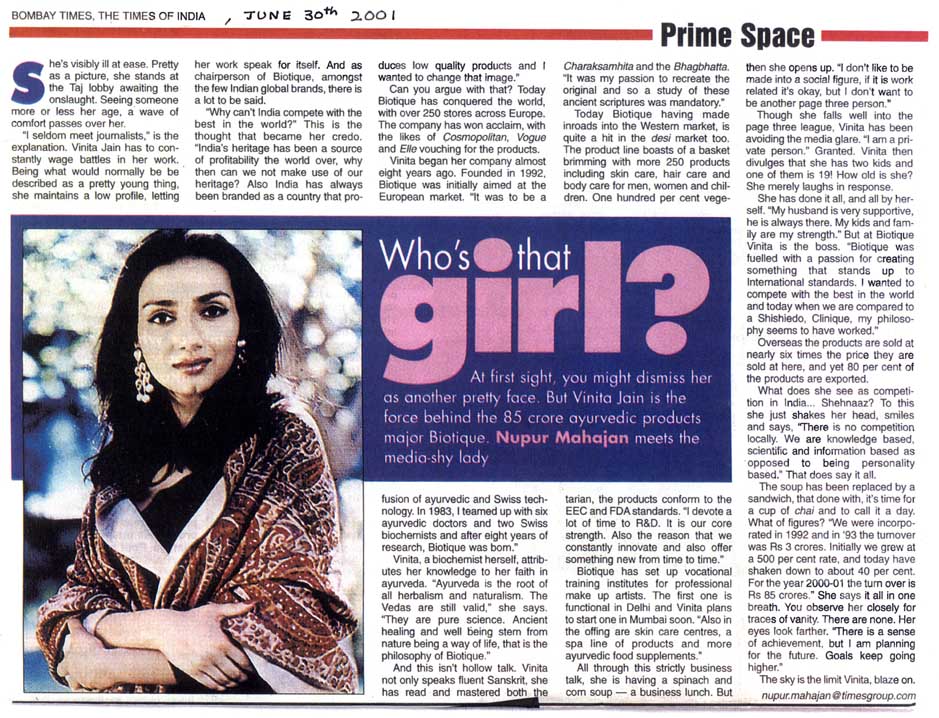 BOMBAY TIMES, THE TIMES OF INDIA , JUNE 30th 2001
Prime Space
She's visibly ill at ease. Pretty
as a picture, she stands at
the Taj lobby awaiting the
onslaught. Seeing someone
more or less her age, a wave of
comfort passes over her.
"I seldom meet journalists," is the
explanation. Vinita Jain has to con-
stantly wage battles in her work.
Being what would normally be be
described as a pretty young thing,
she maintains a low profile, letting
her work speak for itself. And as
chairperson of Biotique, amongst
the few Indian global brands, there is
a lot to be said.
"Why can't India compete with the
best in the world?" This is the
thought that became her credo.
"India's heritage has been a source
of profitability the world over, why
then can we not make use of our
heritage? Also India has always
been branded as a country that pro-
duces low quality products and I
wanted to change that image."
Can you argue with that? Today
Biotique has conquered the world,
with over 250 stores across Europe.
The company has won acclaim, with
the likes of Cosmopolitan, Vogue
and Elle vouching for the products.
Vinita began her company almost
eight years ago. Founded in 1992,
Biotique was initially aimed at the
European market. "It was to be a
Who's that
girl?
At first sight, you might dismiss her
as another pretty face. But Vinita Jain is the
force behind the 85 crore ayurvedic products
major Biotique. Nupur Mahajan meets the
media-shy lady
fusion of ayurvedic and Swiss tech-
nology. In 1983, I teamed up with six
ayurvedic doctors and two Swiss
biochemists and after eight years of
research, Biotique was born."
Vinita, a biochemist herself, attrib-
utes her knowledge to her faith in
ayurveda. "Ayurveda is the root of
all herbalism and naturalism. The
Vedas are still valid," she says.
"They are pure science. Ancient
healing and well being stem from
nature being a way of life, that is the
philosophy of Biotique."
And this isn't hollow talk. Vinita
not only speaks fluent Sanskrit, she
has read and mastered both the
Charaksamhita and the Bhagbhatta.
"It was my passion to recreate the
original and so a study of these
ancient scriptures was mandatory."
Today Biotique having made
inroads into the Western market, is
quite a hit in the desi market too.
The product line boasts of a basket
brimming with more 250 products
including skin care, hair care and
body care for men, women and chil-
dren. One hundred per cent vege-
tarian, the products conform to the
EEC and FDA standards. "I devote a
lot of time to R&D. It is our core
strength. Also the reason that we
constantly innovate and also offer
something new from time to time."
Biotique has set up vocational
training institutes for professional
make up artists. The first one is
functional in Delhi and Vinita plans
to start one in Mumbai soon. "Also in
the offing are skin care centres, a
spa line of products and more
ayurvedic food supplements."
All through this strictly business
talk, she is having a spinach and
corn soup — a business lunch. But
then she opens up. "I don't like to be
made into a social figure, if it is work
related it's okay, but I don't want to
be another page three person."
Though she falls well into the
page three league, Vinita has been
avoiding the media glare. "I am a pri-
vate person." Granted. Vinita then
divulges that she has two kids and
one of them is 19! How old is she?
She merely laughs in response.
She has done it all, and all by her-
self. "My husband is very supportive,
he is always there. My kids and fam-
ily are my strength." But at Biotique
Vinita is the boss. "Biotique was
fuelled with a passion for creating
something that stands up to
International standards. I wanted to
compete with the best in the world
and today when we are compared to
a Shishiedo, Clinique, my philoso-
phy seems to have worked."
Overseas the products are sold at
nearly six times the price they are
sold at here, and yet 80 per cent of
the products are exported.
What does she see as competi-
tion in India... Shehnaaz? To this
she just shakes her head, smiles
and says, "There is no competition
locally. We are knowledge based,
scientific and information based as
opposed to being personality
based." That does say it all.
The soup has been replaced by a
sandwich, that done with, it's time for
a cup of chai and to call it a day.
What of figures? "We were incorpo-
rated in 1992 and in '93 the turnover
was Rs 3 crores. Initially we grew at
a 500 per cent rate, and today have
shaken down to about 40 per cent.
For the year 2000-01 the turn over is
Rs 85 crores." She says it all in one
breath. You observe her closely for
traces of vanity. There are none. Her
eyes look farther. "There is a sense
of achievement, but I am planning
for the future. Goals keep going
higher."
The sky is the limit Vinita, blaze on.
nupur.mahajan@timesgroup.com